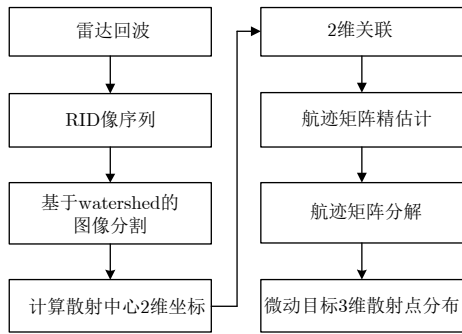 雷达回波
RID像序列
基于watershed的
图像分割
计算散射中心2维坐标
2维关联
航迹矩阵精估计
航迹矩阵分解
微动目标3维散射点分布